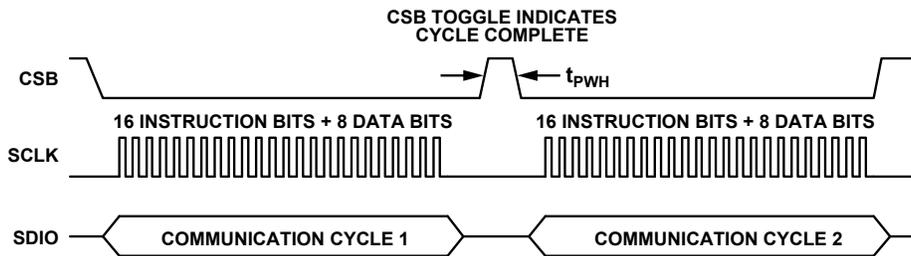 CSB TOGGLE INDICATES
CYCLE COMPLETE
CSB
tPWH
16 INSTRUCTION BITS + 8 DATA BITS
16 INSTRUCTION BITS + 8 DATA BITS
SCLK
SDIO
COMMUNICATION CYCLE 1
COMMUNICATION CYCLE 2